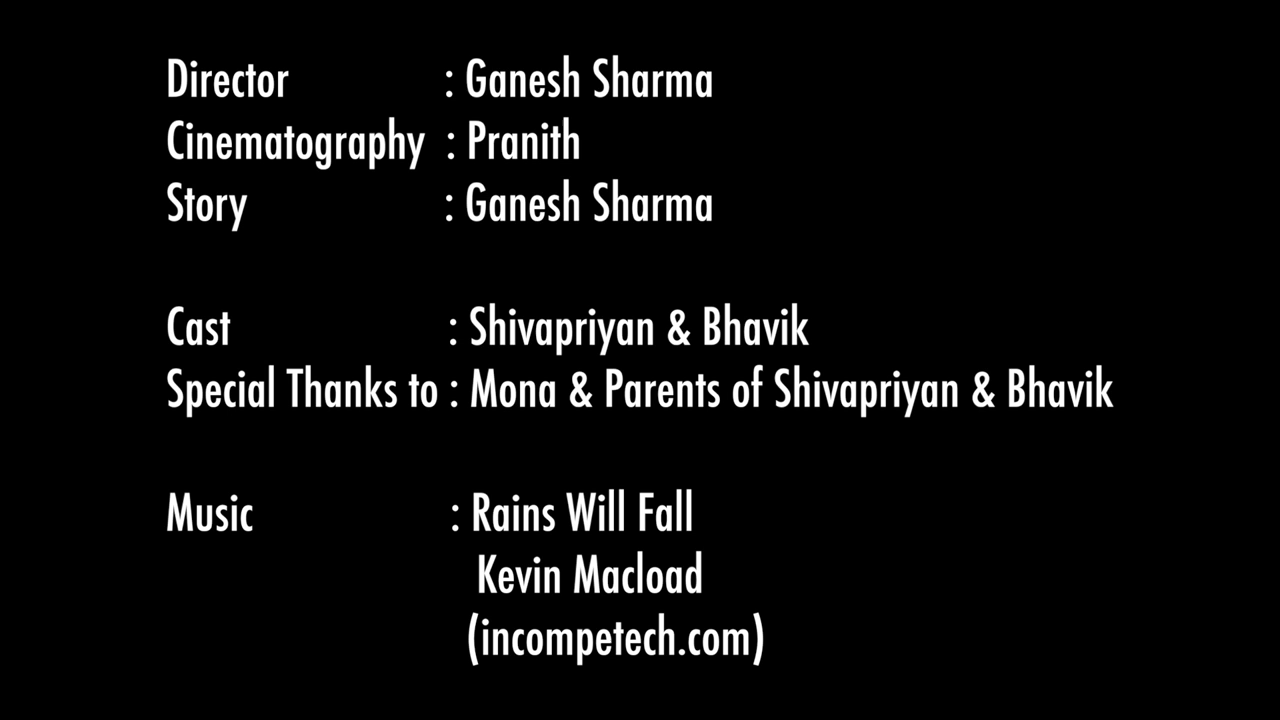 Director : Ganesh Sharma
Cinematography : Pranith
Story : Ganesh Sharma
Cast : Shivapriyan & Bhavik
Special Thanks to : Mona & Parents of Shivapriyan & Bhavik
Music : Rains Will Fall
Kevin Macload
(incompetech.com)